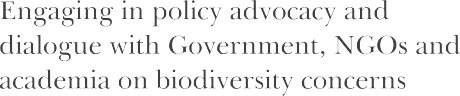 Engaging in policy advocacy and
dialogue with Government, NGOs and
academia on biodiversity concerns